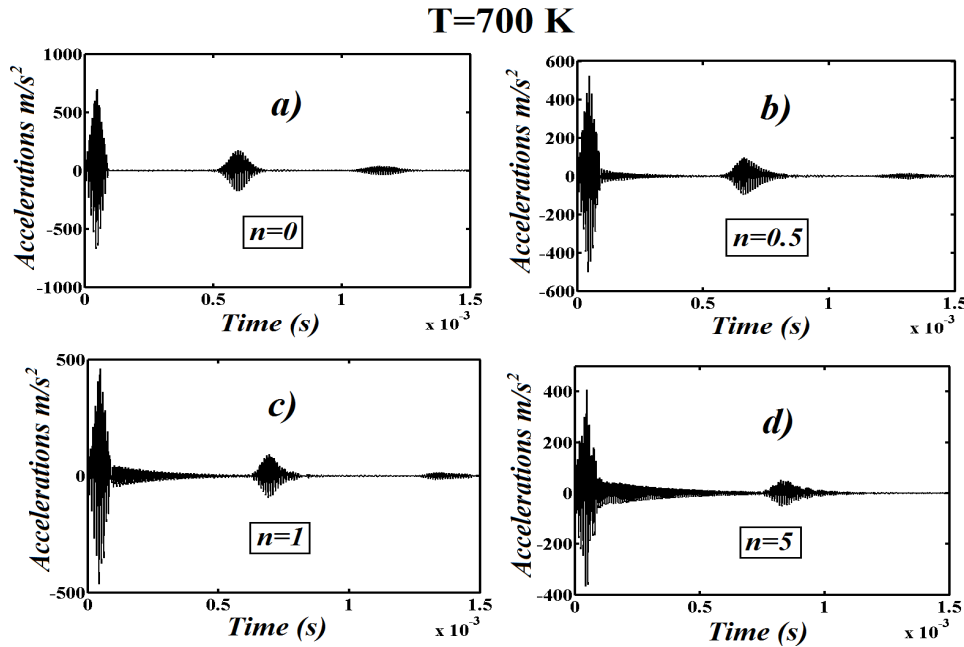 T=700 K
Accelerations m/s²
1000
500
0
-500
-1000
a)
n=0
0
0.5
1
1.5
Time (s)
x 10⁻³
Accelerations m/s²
600
400
200
0
-200
-400
-600
b)
n=0.5
0
0.5
1
1.5
Time (s)
x 10⁻³
Accelerations m/s²
500
0
-500
c)
n=1
0
0.5
1
1.5
Time (s)
x 10⁻³
Accelerations m/s²
400
200
0
-200
-400
d)
n=5
0
0.5
1
1.5
Time (s)
x 10⁻³